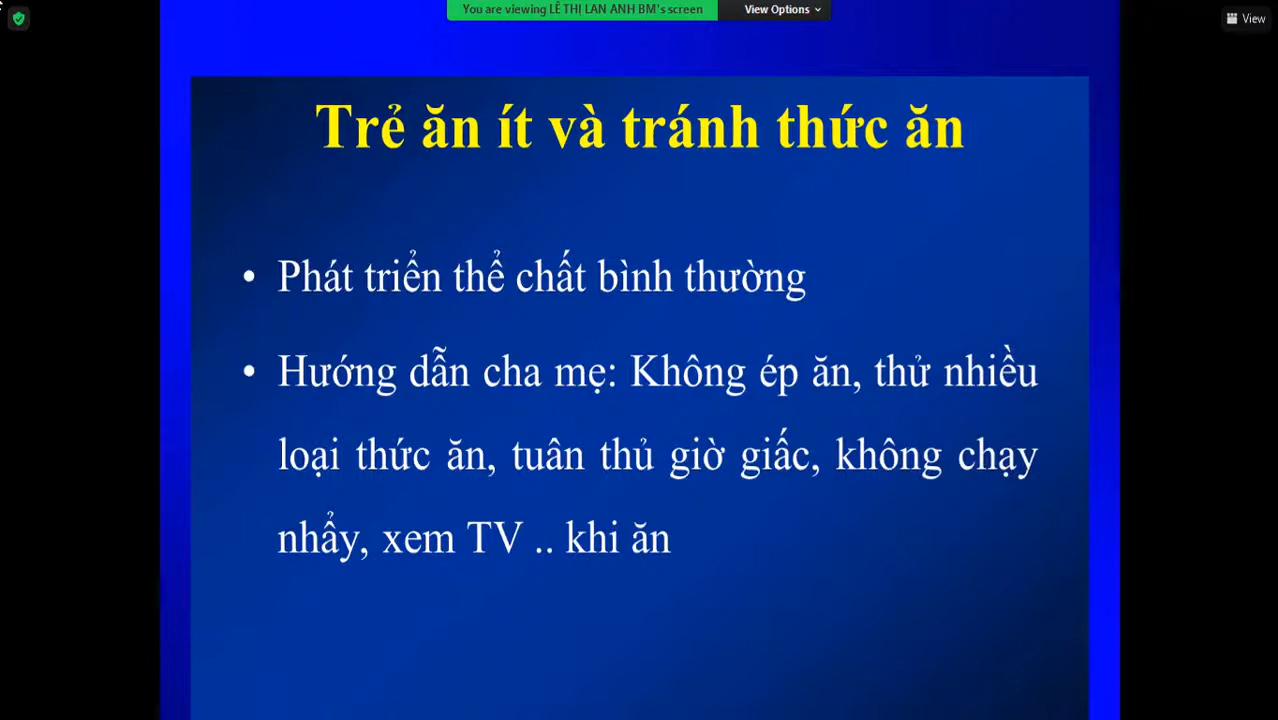 You are viewing LÊ THỊ LAN ANH BM's screen
View Options
View
Trẻ ăn ít và tránh thức ăn
• Phát triển thể chất bình thường
• Hướng dẫn cha mẹ: Không ép ăn, thử nhiều
loại thức ăn, tuân thủ giờ giấc, không chạy
nhẩy, xem TV .. khi ăn